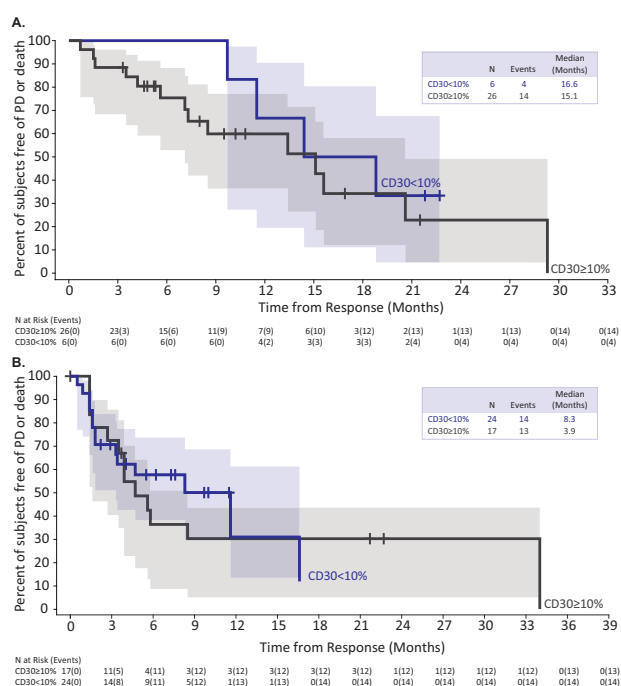 A.
Percent of subjects free of PD or death
100
90
80
70
60
50
40
30
20
10
0
N Events Median (Months)
CD30<10% 6 4 16.6
CD30≥10% 26 14 15.1
CD30<10%
CD30≥10%
0 3 6 9 12 15 18 21 24 27 30 33
Time from Response (Months)
N at Risk (Events)
CD30≥10% 26(0) 23(3) 15(6) 11(9) 7(9) 6(10) 3(12) 2(13) 1(13) 1(13) 0(14) 0(14)
CD30<10% 6(0) 6(0) 6(0) 6(0) 4(2) 3(3) 3(3) 2(4) 0(4) 0(4) 0(4) 0(4)
B.
Percent of subjects free of PD or death
100
90
80
70
60
50
40
30
20
10
0
N Events Median (Months)
CD30<10% 24 14 8.3
CD30≥10% 17 13 3.9
CD30<10%
CD30≥10%
0 3 6 9 12 15 18 21 24 27 30 33 36 39
Time from Response (Months)
N at Risk (Events)
CD30≥10% 17(0) 11(5) 4(11) 3(12) 3(12) 3(12) 3(12) 3(12) 1(12) 1(12) 1(12) 1(12) 0(13) 0(13)
CD30<10% 24(0) 14(8) 9(11) 5(12) 1(13) 1(13) 0(14) 0(14) 0(14) 0(14) 0(14) 0(14) 0(14) 0(14)